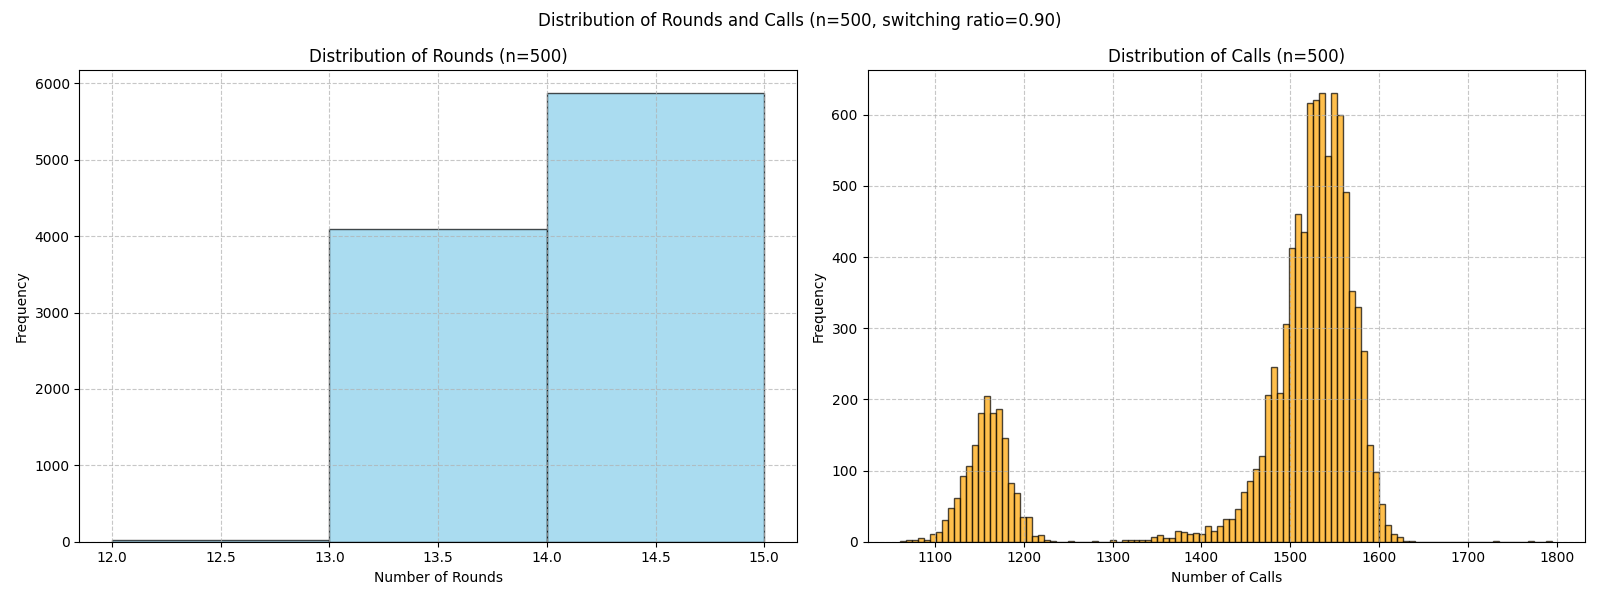 Distribution of Rounds and Calls (n=500, switching ratio=0.90)
Distribution of Rounds (n=500)
6000
5000
4000
3000
2000
1000
0
Frequency
12.0 12.5 13.0 13.5 14.0 14.5 15.0
Number of Rounds
Distribution of Calls (n=500)
600
500
400
300
200
100
0
Frequency
1100 1200 1300 1400 1500 1600 1700 1800
Number of Calls